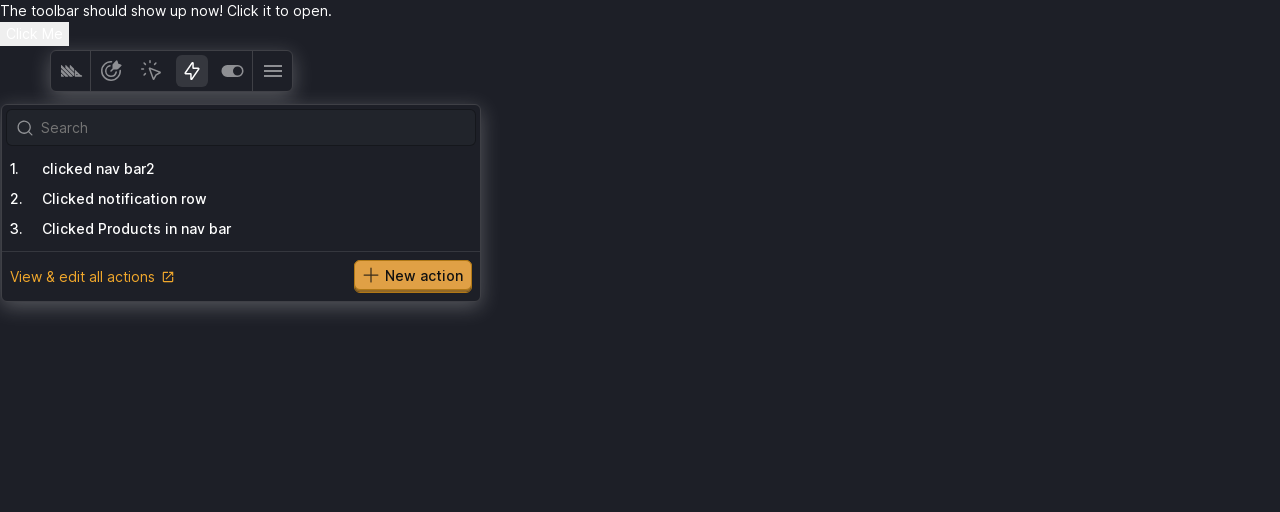 The toolbar should show up now! Click it to open.
Click Me
Search
1. clicked nav bar2
2. Clicked notification row
3. Clicked Products in nav bar
View & edit all actions
New action